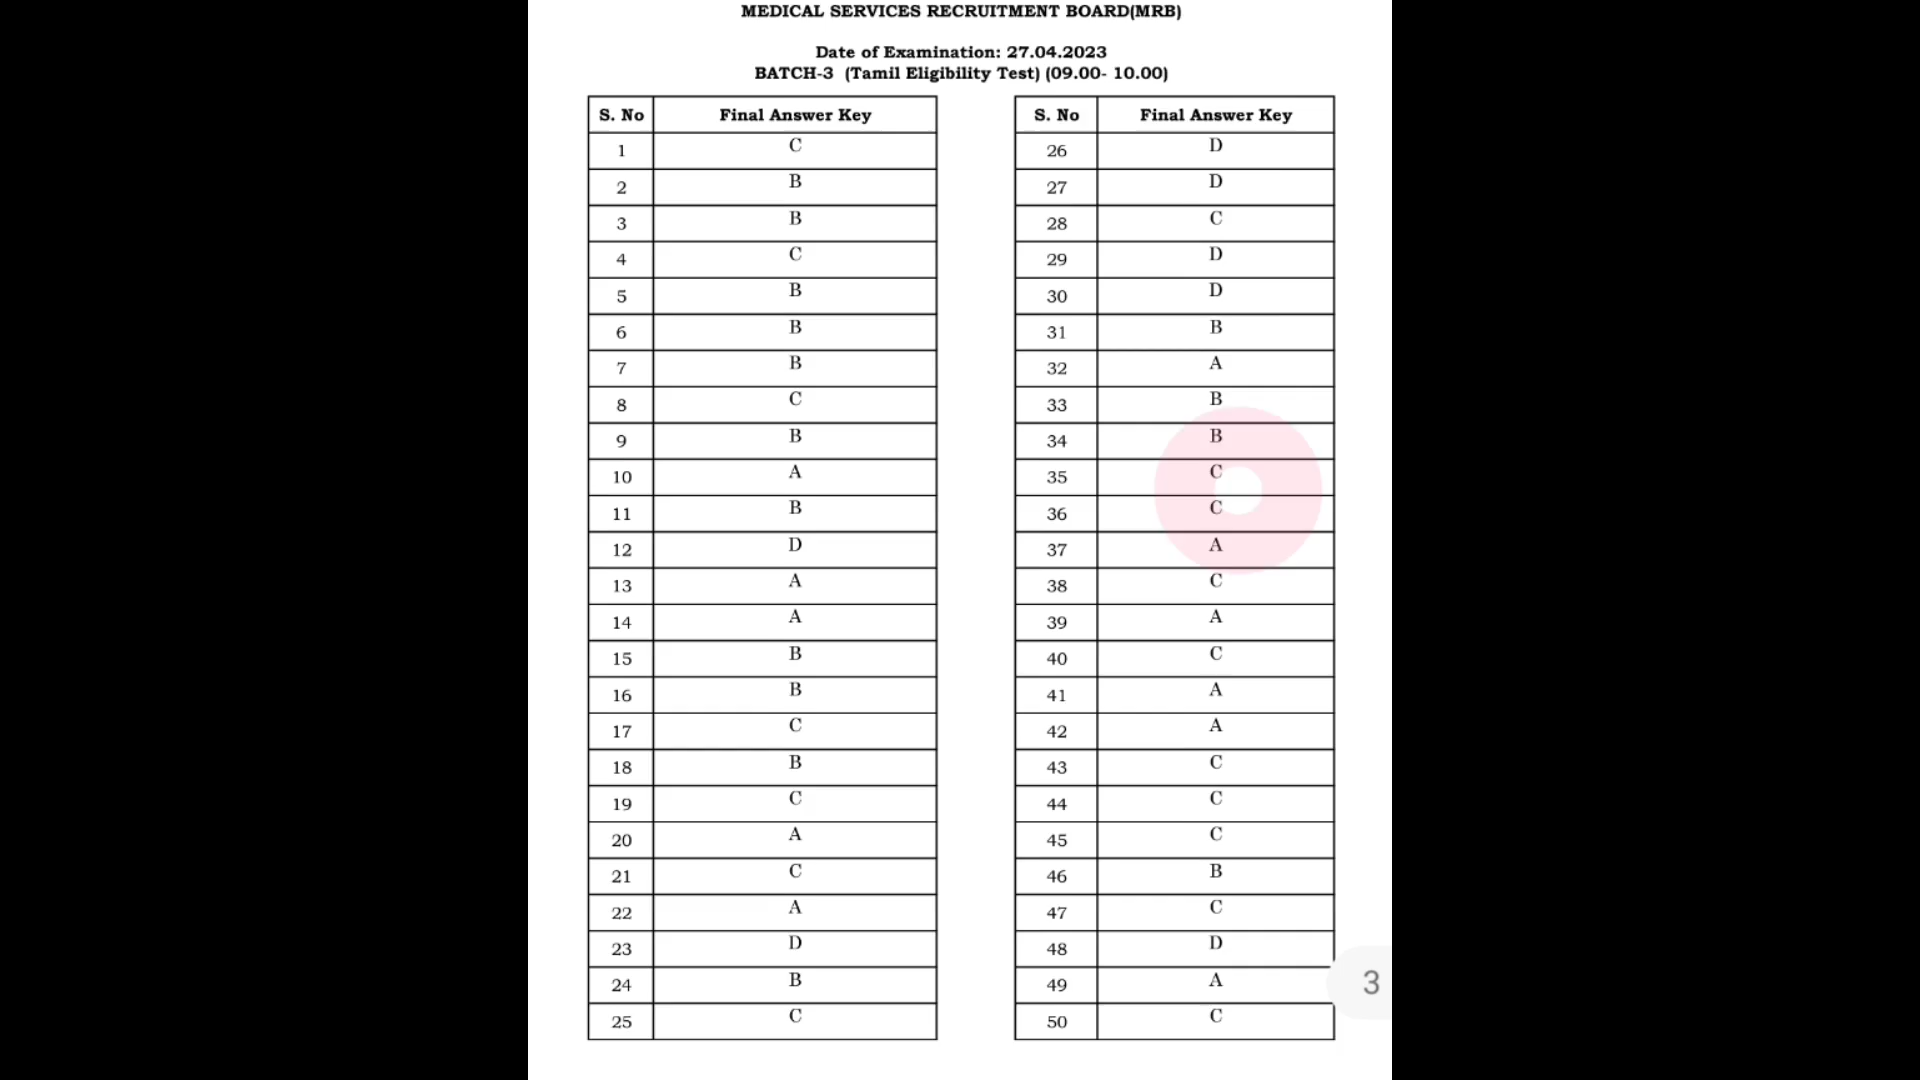 MEDICAL SERVICES RECRUITMENT BOARD(MRB)
Date of Examination: 27.04.2023
BATCH-3 (Tamil Eligibility Test) (09.00- 10.00)
S. No Final Answer Key
1 C
2 B
3 B
4 C
5 B
6 B
7 B
8 C
9 B
10 A
11 B
12 D
13 A
14 A
15 B
16 B
17 C
18 B
19 C
20 A
21 C
22 A
23 D
24 B
25 C
S. No Final Answer Key
26 D
27 D
28 C
29 D
30 D
31 B
32 A
33 B
34 B
35 C
36 C
37 A
38 C
39 A
40 C
41 A
42 A
43 C
44 C
45 C
46 B
47 C
48 D
49 A
50 C
3